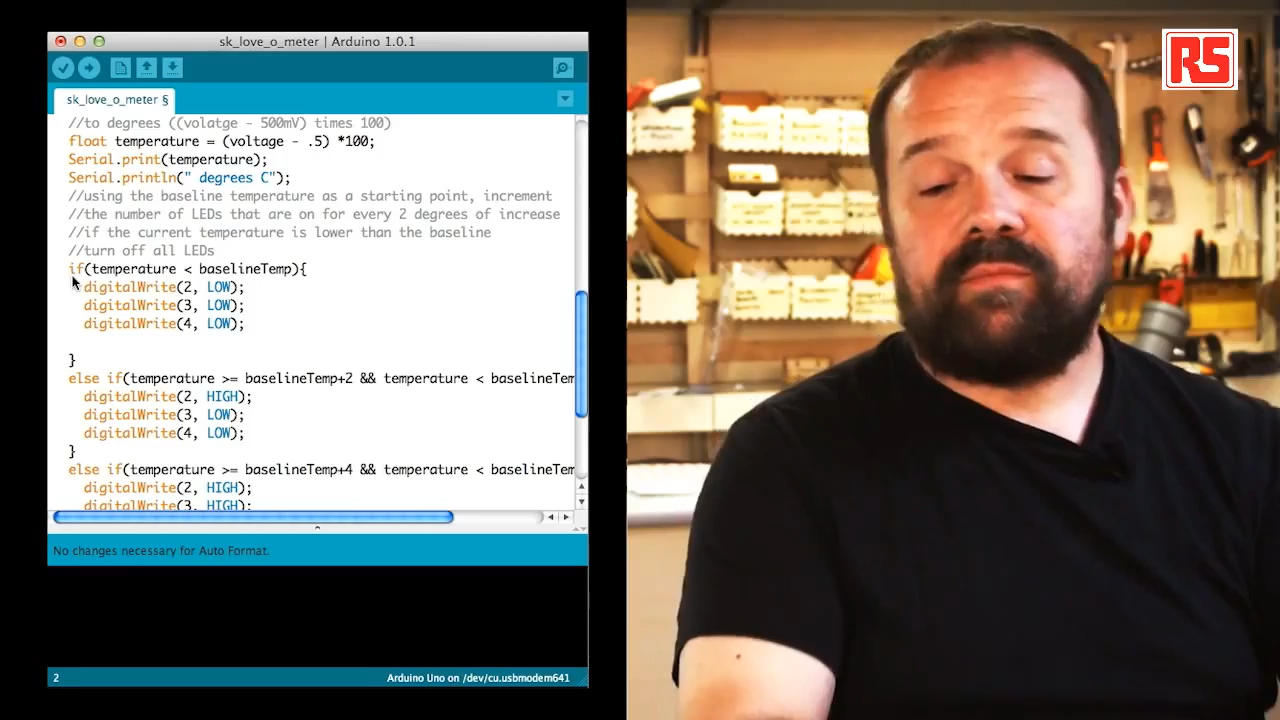 sk_love_o_meter | Arduino 1.0.1
sk_love_o_meter §
//to degrees ((volatge - 500mV) times 100)
float temperature = (voltage - .5) *100;
Serial.print(temperature);
Serial.println(" degrees C");
//using the baseline temperature as a starting point, increment
//the number of LEDs that are on for every 2 degrees of increase
//if the current temperature is lower than the baseline
//turn off all LEDs
if(temperature < baselineTemp){
digitalWrite(2, LOW);
digitalWrite(3, LOW);
digitalWrite(4, LOW);
}
else if(temperature >= baselineTemp+2 && temperature < baselineTem
digitalWrite(2, HIGH);
digitalWrite(3, LOW);
digitalWrite(4, LOW);
}
else if(temperature >= baselineTemp+4 && temperature < baselineTem
digitalWrite(2, HIGH);
digitalWrite(3, HIGH);
No changes necessary for Auto Format.
2
Arduino Uno on /dev/cu.usbmodem641
RS